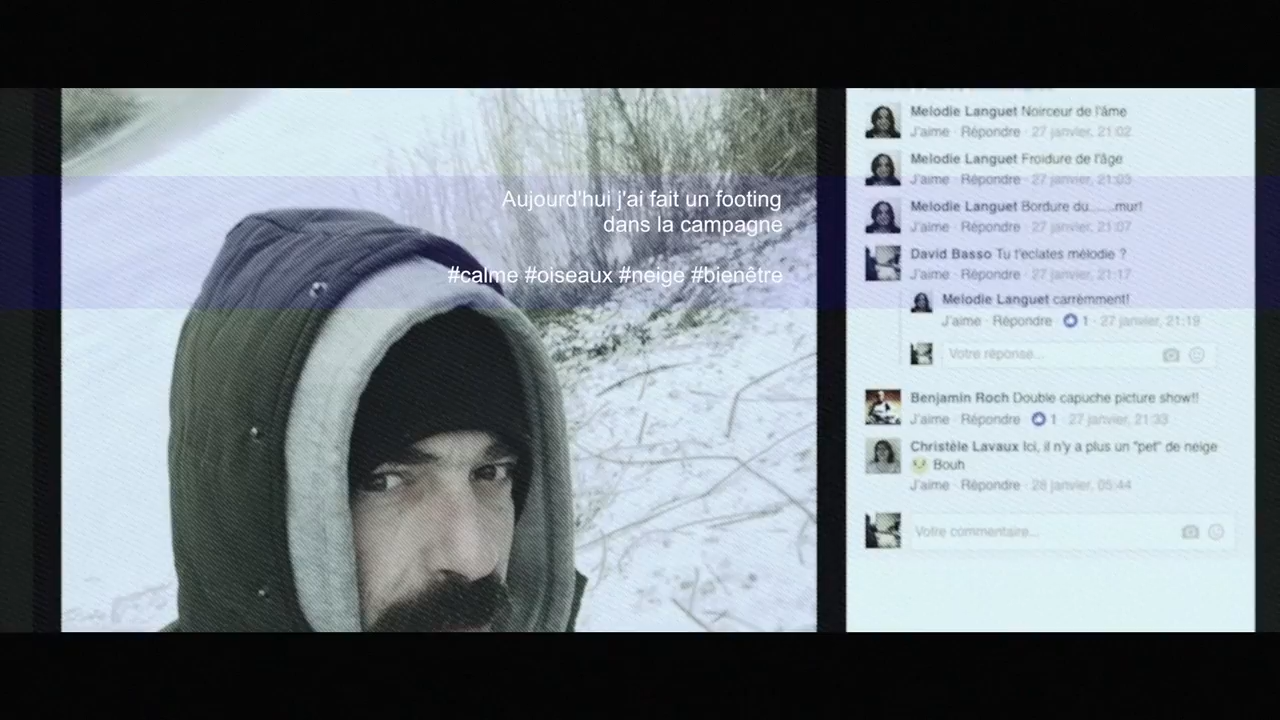 Aujourd'hui j'ai fait un footing
dans la campagne
#calme #oiseaux #neige #bienêtre
Melodie Languet Noirceur de l'âme
J'aime · Répondre · 27 janvier, 21:02
Melodie Languet Froidure de l'âge
J'aime · Répondre · 27 janvier, 21:03
Melodie Languet Bordure du.......mur!
J'aime · Répondre · 27 janvier, 21:07
David Basso Tu t'eclates mélodie ?
J'aime · Répondre · 27 janvier, 21:17
Melodie Languet carrèmment!
J'aime · Répondre · 1 · 27 janvier, 21:19
Votre réponse...
Benjamin Roch Double capuche picture show!!
J'aime · Répondre · 1 · 27 janvier, 21:33
Christèle Lavaux Ici, il n'y a plus un "pet" de neige
Bouh
J'aime · Répondre · 28 janvier, 05:44
Votre commentaire...